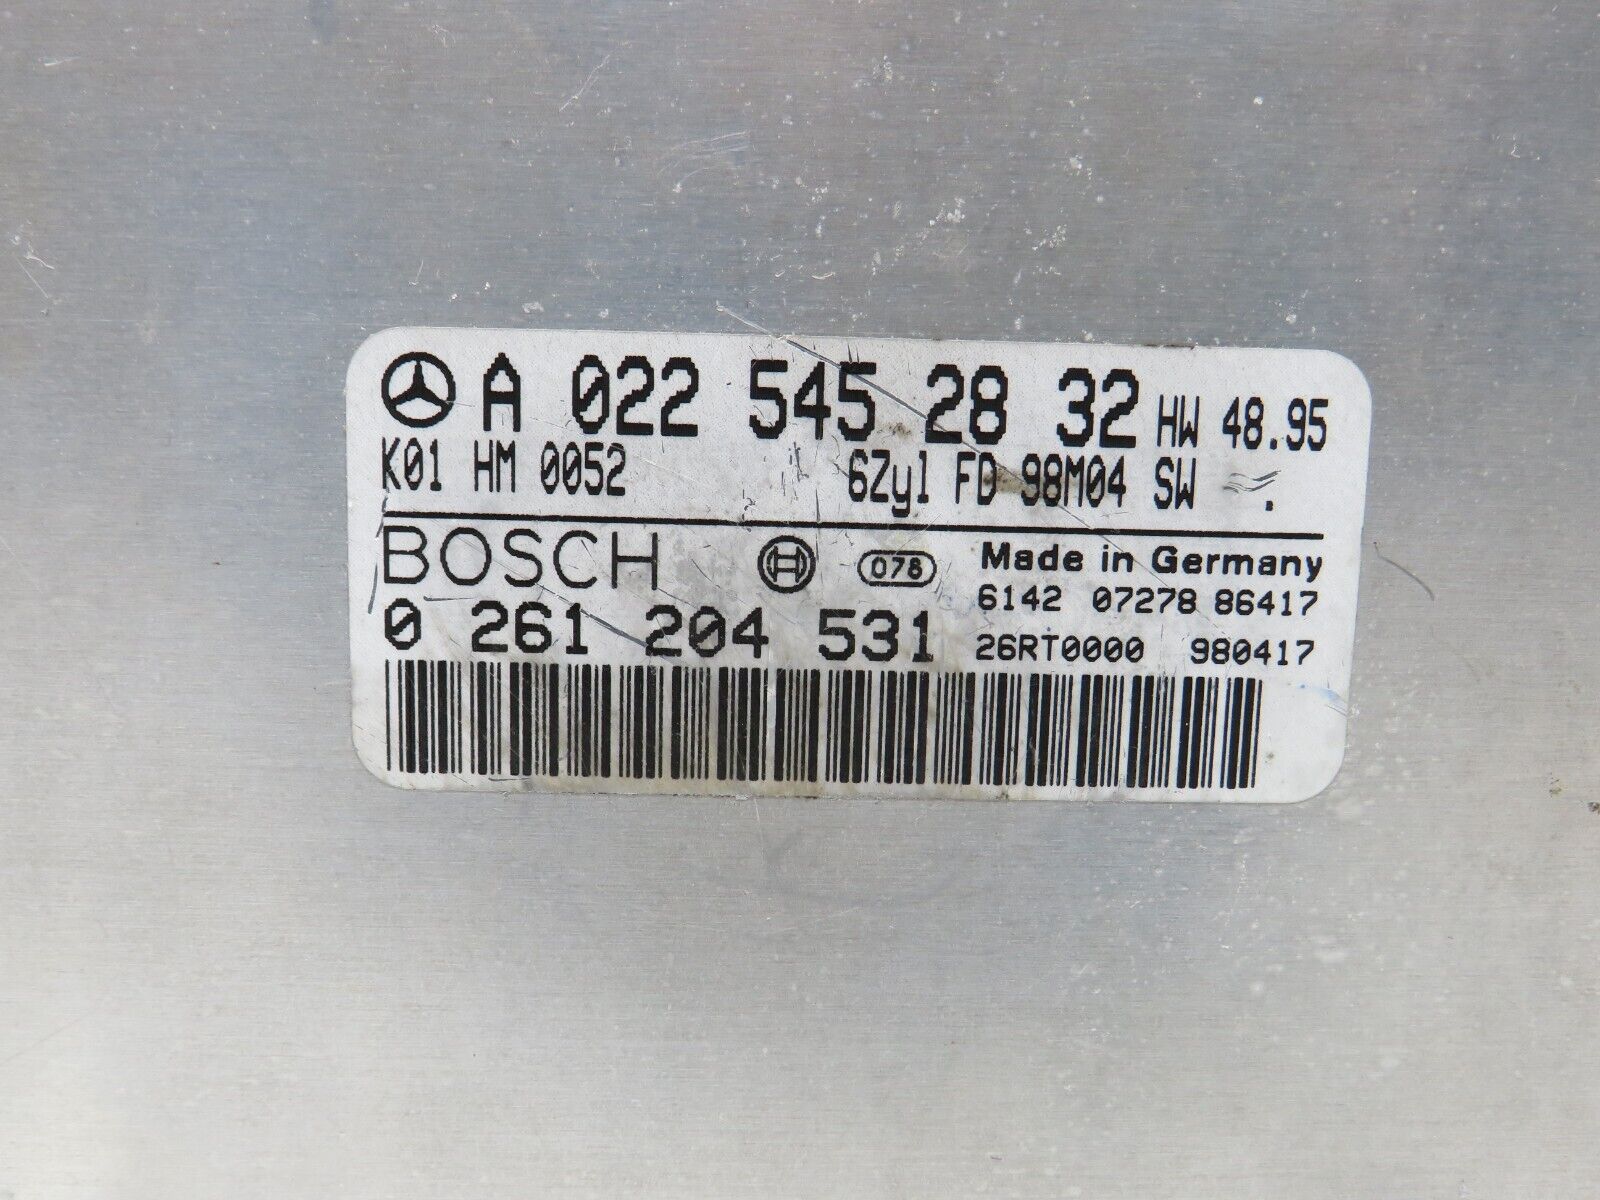 A 022 545 28 32 HW 48.95
K01 HM 0052 6Zyl FD 98M04 SW .
BOSCH 078 Made in Germany
6142 07278 86417
0 261 204 531 26RT0000 980417